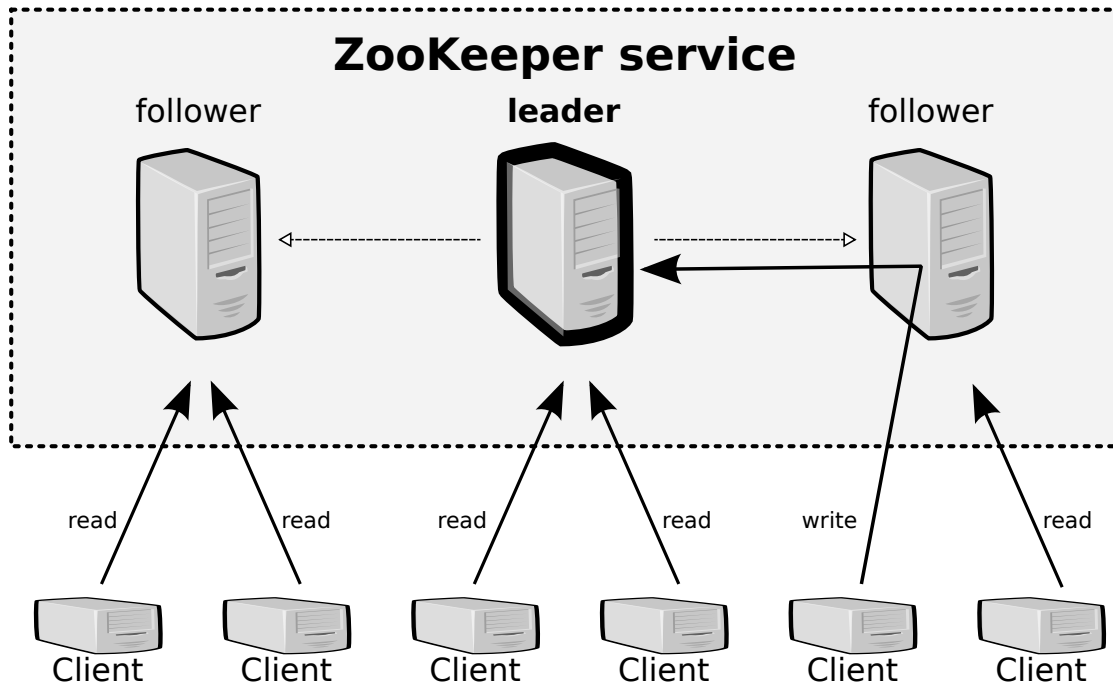 ZooKeeper service
follower
leader
follower
read
read
read
read
write
read
Client
Client
Client
Client
Client
Client